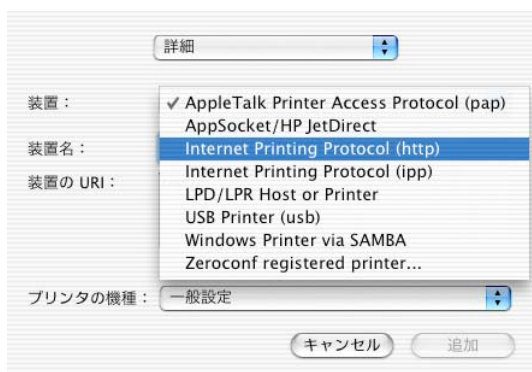 詳細
装置：
✓ AppleTalk Printer Access Protocol (pap)
AppSocket/HP JetDirect
装置名：
Internet Printing Protocol (http)
装置の URI：
Internet Printing Protocol (ipp)
LPD/LPR Host or Printer
USB Printer (usb)
Windows Printer via SAMBA
Zeroconf registered printer...
プリンタの機種：
一般設定
キャンセル
追加